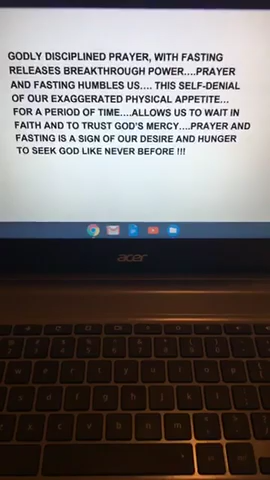 GODLY DISCIPLINED PRAYER, WITH FASTING
RELEASES BREAKTHROUGH POWER....PRAYER
AND FASTING HUMBLES US.... THIS SELF-DENIAL
OF OUR EXAGGERATED PHYSICAL APPETITE...
FOR A PERIOD OF TIME....ALLOWS US TO WAIT IN
FAITH AND TO TRUST GOD'S MERCY....PRAYER AND
FASTING IS A SIGN OF OUR DESIRE AND HUNGER
TO SEEK GOD LIKE NEVER BEFORE !!!
acer
w e r t y u i o p
s d f g h j k l
z x c v b n m